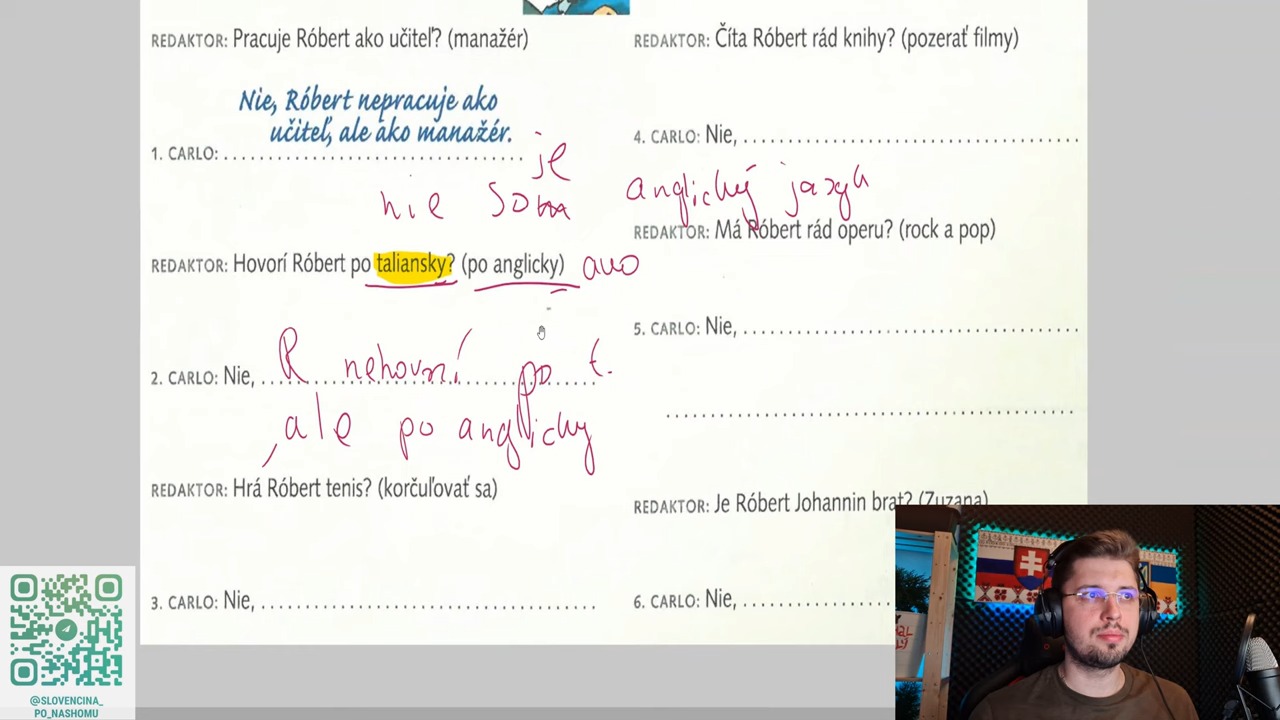 REDAKTOR: Pracuje Róbert ako učiteľ? (manažér)
Nie, Róbert nepracuje ako
učiteľ, ale ako manažér.
1. CARLO:
je
nie som
REDAKTOR: Hovorí Róbert po taliansky? (po anglicky) ano
2. CARLO: Nie, R nehovorí po t.
, ale po anglicky
REDAKTOR: Hrá Róbert tenis? (korčuľovať sa)
3. CARLO: Nie,
REDAKTOR: Číta Róbert rád knihy? (pozerať filmy)
4. CARLO: Nie,
anglický jazyk
REDAKTOR: Má Róbert rád operu? (rock a pop)
5. CARLO: Nie,
REDAKTOR: Je Róbert Johannin brat? (Zuzana)
6. CARLO: Nie,
@SLOVENCINA_
PO_NASHOMU